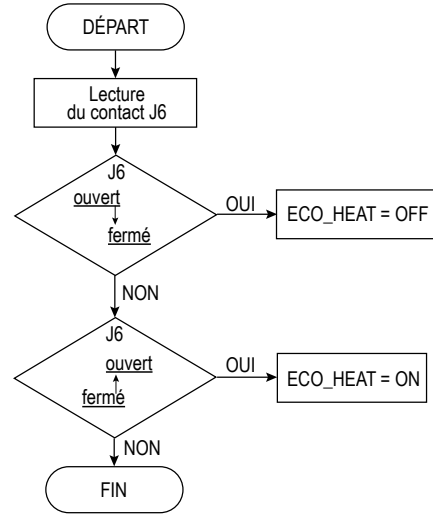 DÉPART
Lecture
du contact J6
J6
ouvert
fermé
OUI
ECO_HEAT = OFF
NON
J6
ouvert
fermé
OUI
ECO_HEAT = ON
NON
FIN